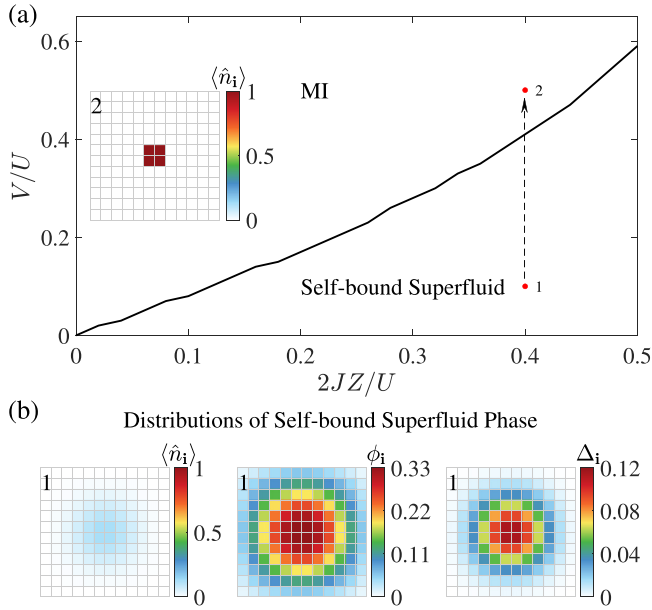 (a)
0.6
0.4
0.2
0
V/U
0 0.1 0.2 0.3 0.4 0.5
2JZ/U
⟨n̂ᵢ⟩
2
1
0.5
0
MI
2
Self-bound Superfluid
1
(b)
Distributions of Self-bound Superfluid Phase
⟨n̂ᵢ⟩ ϕᵢ Δᵢ
1 1 0.33 1 0.12
1 0.22 0.08
0.5 0.11 0.04
0 0 0